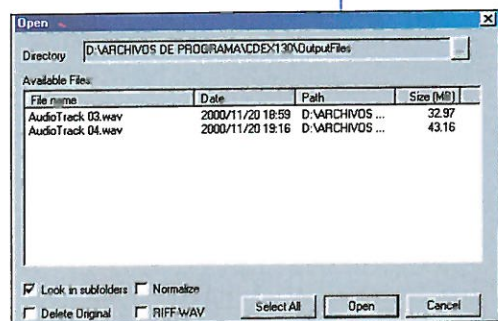 Open
Directory D:\ARCHIVOS DE PROGRAMA\CDEX130\OutputFiles
Available Files:
File name Date Path Size [MB]
AudioTrack 03.wav 2000/11/20 18:59 D:\ARCHIVOS ... 32.97
AudioTrack 04.wav 2000/11/20 19:16 D:\ARCHIVOS ... 43.16
Look in subfolders Normalize
Delete Original RIFF-WAV Select All Open Cancel